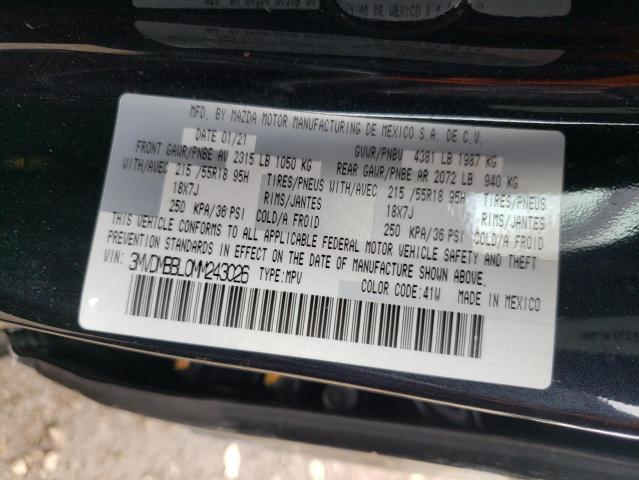 MFD. BY MAZDA MOTOR MANUFACTURING DE MEXICO S.A. DE C.V.
DATE 01/21 GVWR/PNBV 4381 LB 1987 KG
FRONT GAWR/PNBE AV 2315 LB 1050 KG REAR GAWR/PNBE AR 2072 LB 940 KG
WITH/AVEC 215 /55R18 95H TIRES/PNEUS WITH/AVEC 215 /55R18 95H TIRES/PNEUS
18X7J RIMS/JANTES 18X7J RIMS/JANTES
250 KPA/36 PSI COLD/A FROID 250 KPA/36 PSI COLD/A FROID
THIS VEHICLE CONFORMS TO ALL APPLICABLE FEDERAL MOTOR VEHICLE SAFETY AND THEFT
PREVENTION STANDARDS IN EFFECT ON THE DATE OF MANUFACTURE SHOWN ABOVE.
VIN: 3MVDMBBL0MM243026 TYPE:MPV COLOR CODE:41W MADE IN MEXICO